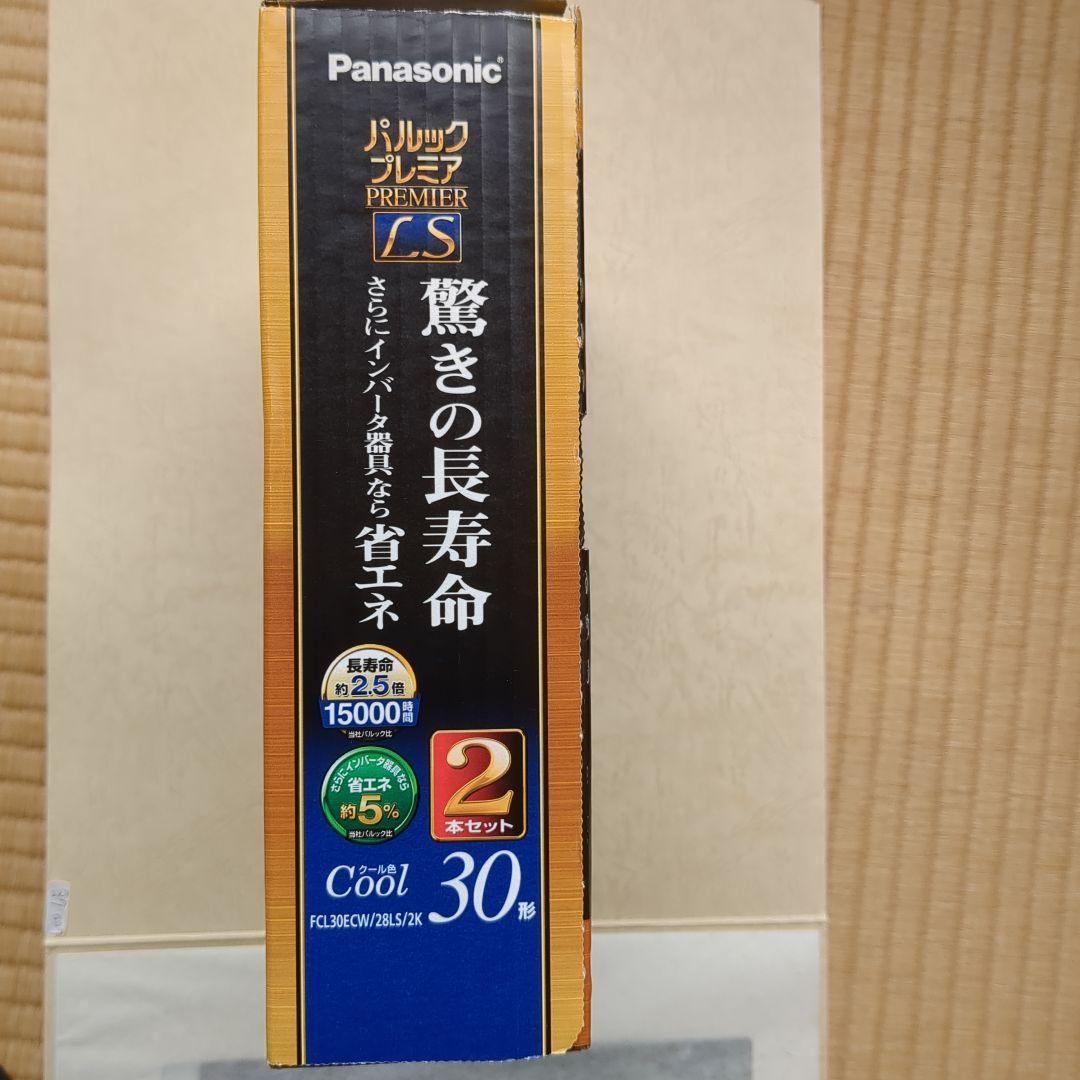 Panasonic
パルック
プレミア
PREMIER
LS
驚きの長寿命
さらにインバータ器具なら省エネ
長寿命
約2.5倍
15000時間
当社パルック比
さらにインバータ器具なら
省エネ
約5%
当社パルック比
2
本セット
クール色
Cool
30形
FCL30ECW/28LS/2K